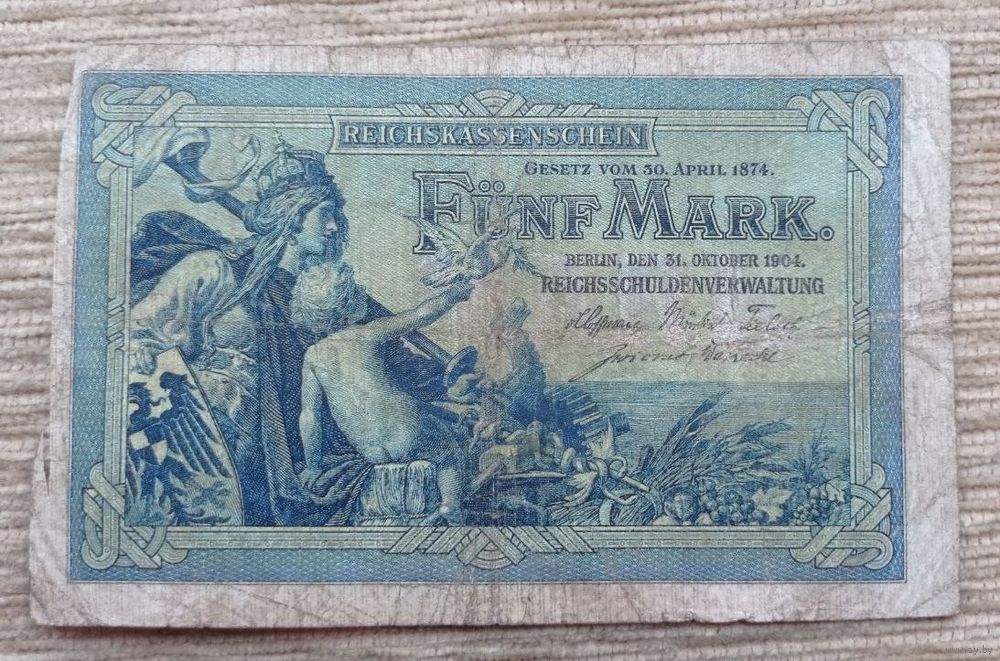 REICHSKASSENSCHEIN
GESETZ VOM 30. APRIL 1874.
FÜNF MARK.
BERLIN, DEN 31. OKTOBER 1904.
REICHSSCHULDENVERWALTUNG